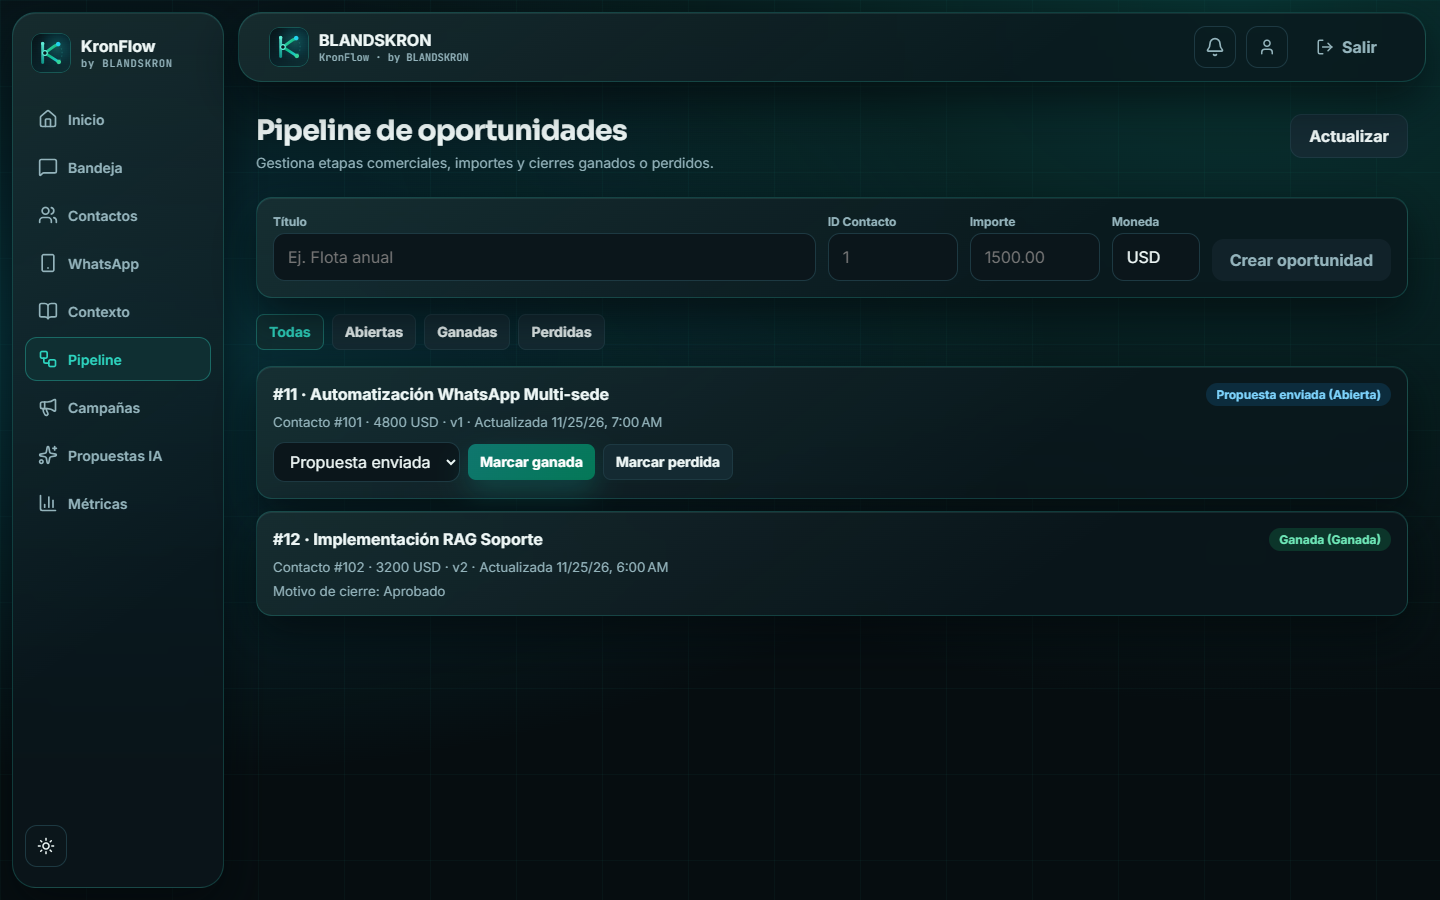 KronFlow
by BLANDSKRON
Inicio
Bandeja
Contactos
WhatsApp
Contexto
Pipeline
Campañas
Propuestas IA
Métricas
BLANDSKRON
KronFlow · by BLANDSKRON
Salir
Pipeline de oportunidades
Gestiona etapas comerciales, importes y cierres ganados o perdidos.
Actualizar
Título
Ej. Flota anual
ID Contacto
1
Importe
1500.00
Moneda
USD
Crear oportunidad
Todas
Abiertas
Ganadas
Perdidas
#11 · Automatización WhatsApp Multi-sede
Propuesta enviada (Abierta)
Contacto #101 · 4800 USD · v1 · Actualizada 11/25/26, 7:00 AM
Propuesta enviada
Marcar ganada
Marcar perdida
#12 · Implementación RAG Soporte
Ganada (Ganada)
Contacto #102 · 3200 USD · v2 · Actualizada 11/25/26, 6:00 AM
Motivo de cierre: Aprobado